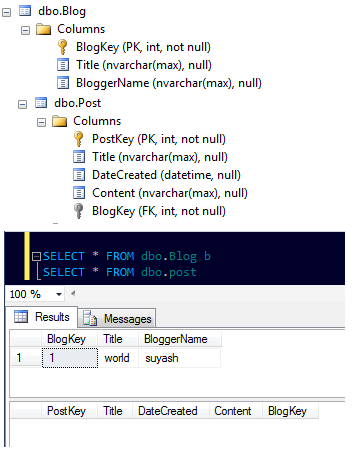 dbo.Blog
Columns
BlogKey (PK, int, not null)
Title (nvarchar(max), null)
BloggerName (nvarchar(max), null)
dbo.Post
Columns
PostKey (PK, int, not null)
Title (nvarchar(max), null)
DateCreated (datetime, null)
Content (nvarchar(max), null)
BlogKey (FK, int, not null)
SELECT * FROM dbo.Blog b
SELECT * FROM dbo.post
100 %
Results Messages
BlogKey Title BloggerName
1 1 world suyash
PostKey Title DateCreated Content BlogKey